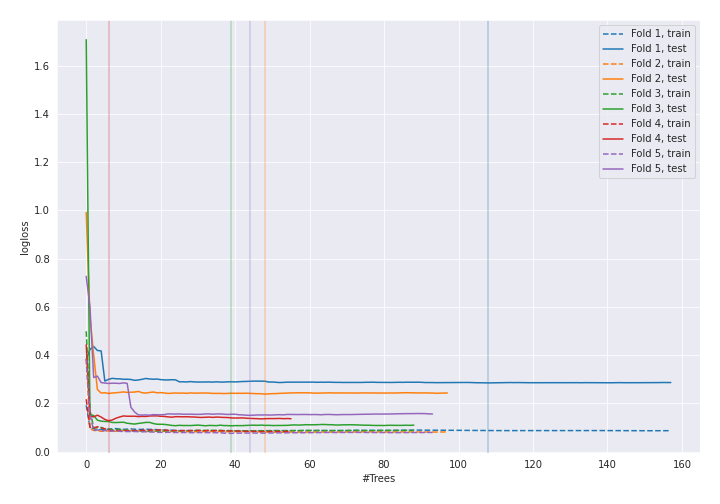 Fold 1, train
Fold 1, test
Fold 2, train
Fold 2, test
Fold 3, train
Fold 3, test
Fold 4, train
Fold 4, test
Fold 5, train
Fold 5, test
1.6
1.4
1.2
1.0
0.8
0.6
0.4
0.2
0.0
logloss
0 20 40 60 80 100 120 140 160
#Trees